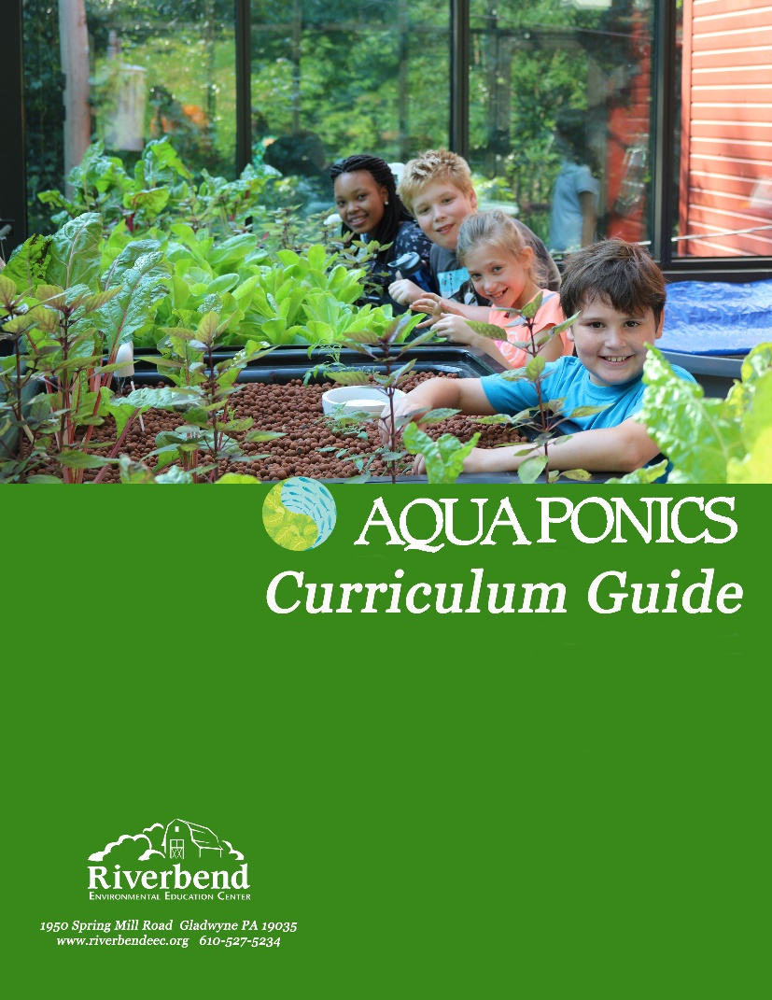 AQUAPONICS
Curriculum Guide
Riverbend
ENVIRONMENTAL EDUCATION CENTER
1950 Spring Mill Road Gladwyne PA 19035
www.riverbendeec.org 610-527-5234